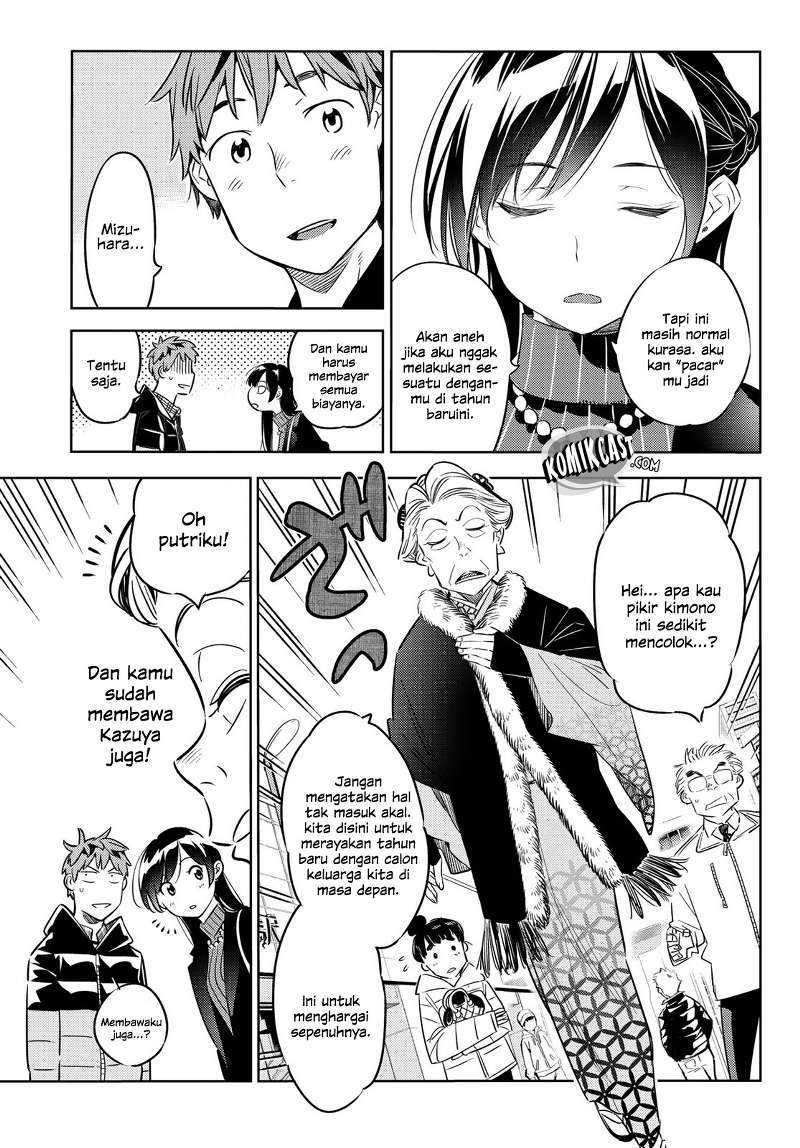 Tapi ini
masih normal
kurasa. aku
kan "pacar"
mu jadi
Akan aneh
jika aku nggak
melakukan se-
suatu dengan-
mu di tahun
baruini.
Mizu-
hara...
Dan kamu
harus
membayar
semua
biayanya.
Tentu
saja.
KOMIKCAST
.COM
Hei... apa kau
pikir kimono
ini sedikit
mencolok...?
Jangan
mengatakan hal
tak masuk akal.
kita disini untuk
merayakan tahun
baru dengan calon
keluarga kita di
masa depan.
Ini untuk
menghargai
sepenuhnya.
Oh
putriku!
Dan kamu
sudah
membawa
Kazuya
juga!
Membawaku
juga...?